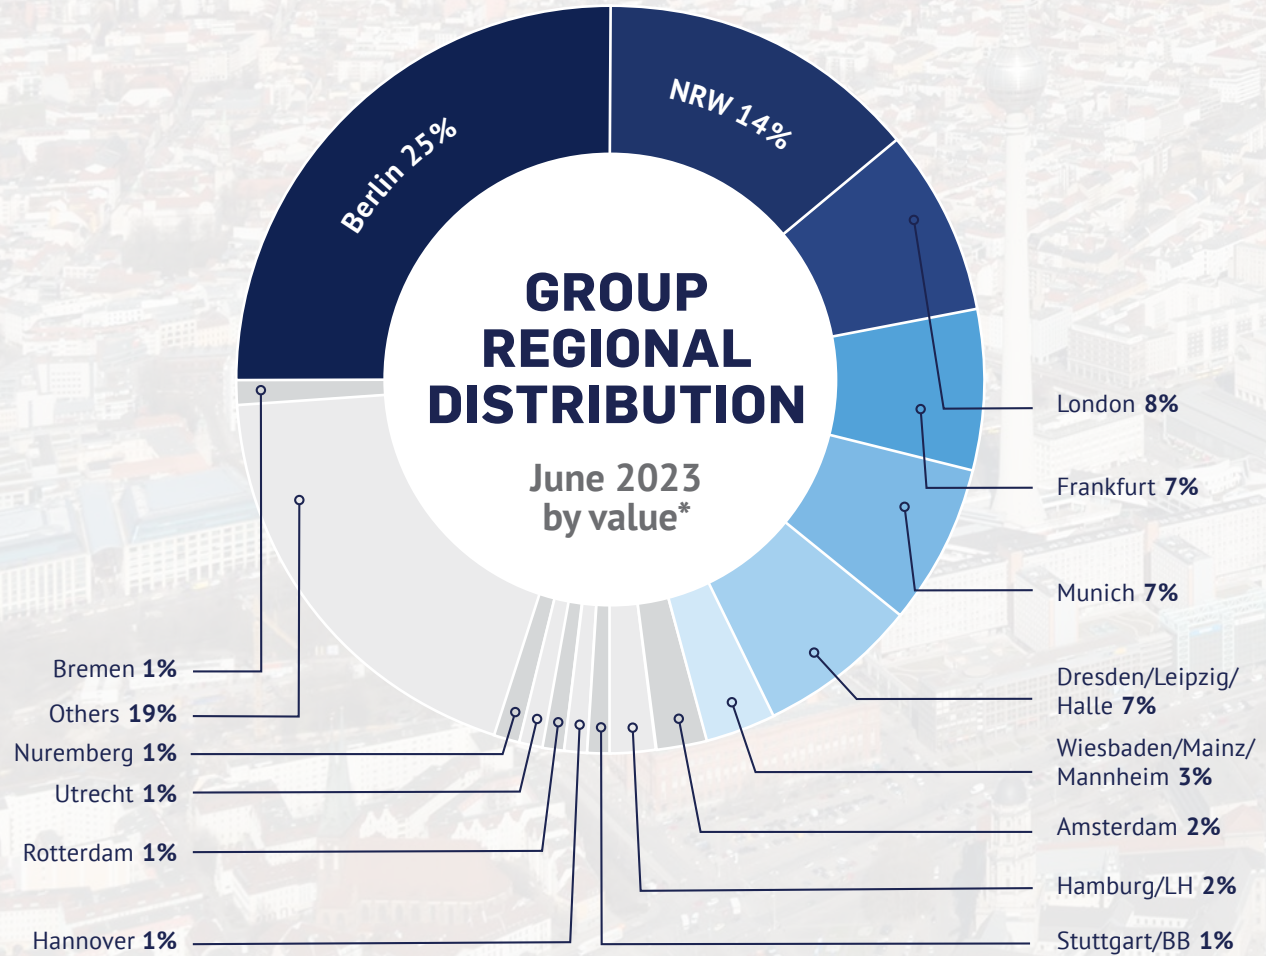 Berlin 25%
NRW 14%
GROUP
REGIONAL
DISTRIBUTION
June 2023
by value*
London 8%
Frankfurt 7%
Munich 7%
Dresden/Leipzig/
Halle 7%
Wiesbaden/Mainz/
Mannheim 3%
Amsterdam 2%
Hamburg/LH 2%
Stuttgart/BB 1%
Bremen 1%
Others 19%
Nuremberg 1%
Utrecht 1%
Rotterdam 1%
Hannover 1%